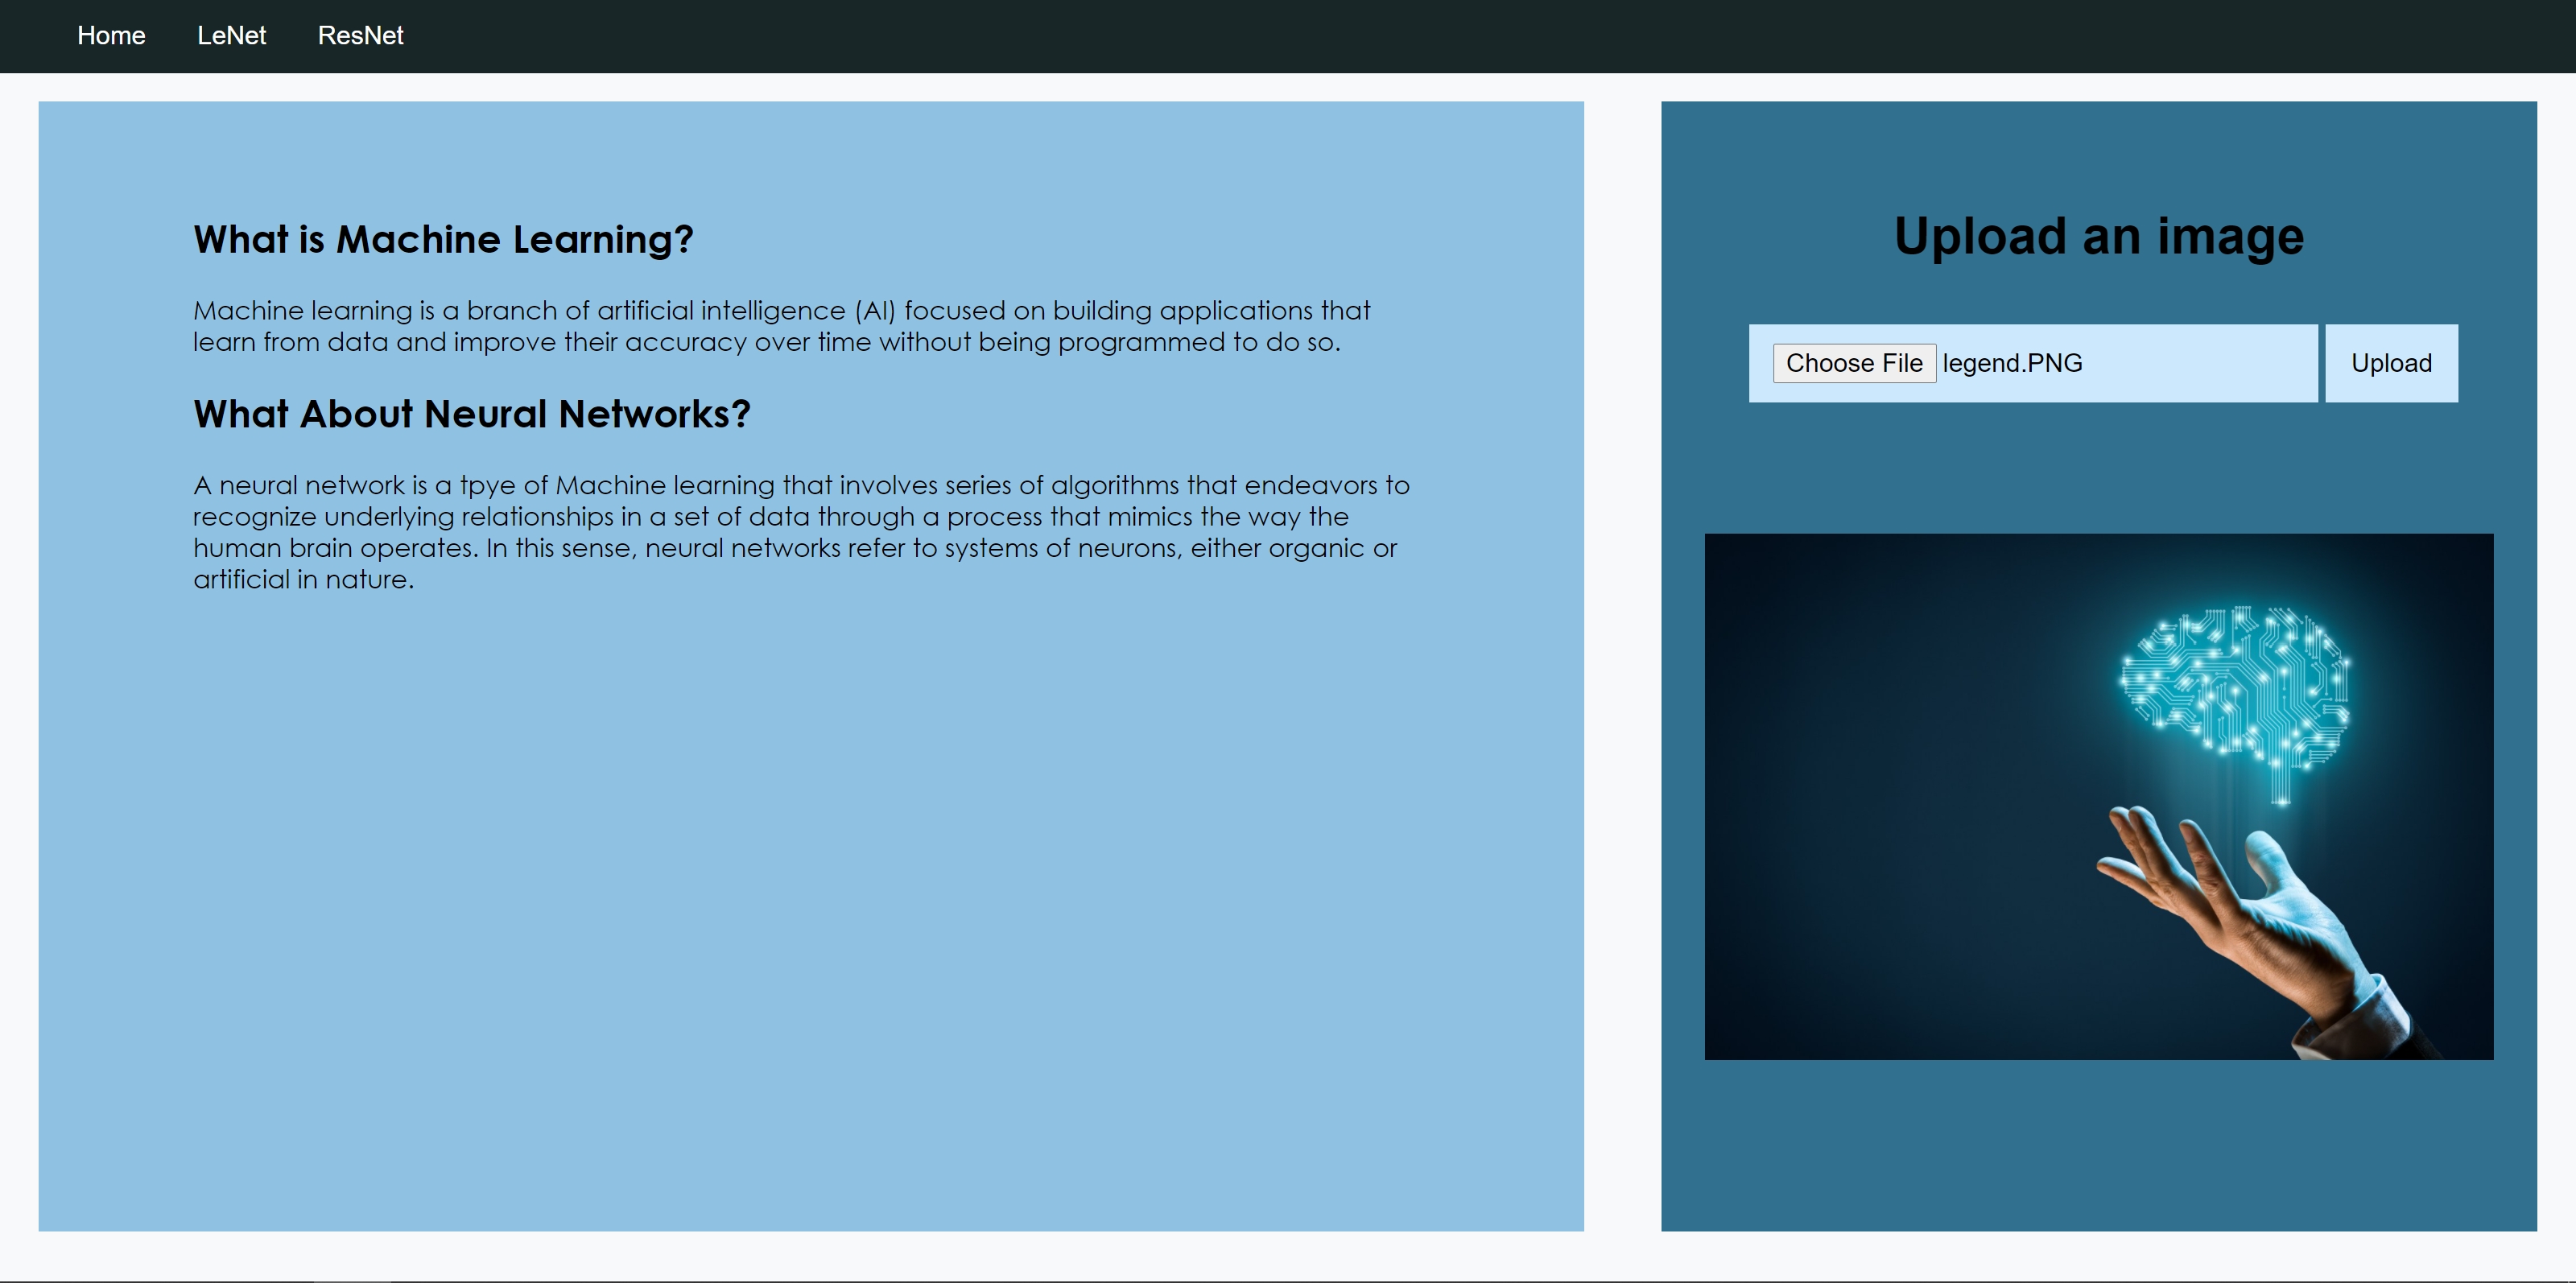 Home LeNet ResNet
What is Machine Learning?
Machine learning is a branch of artificial intelligence (AI) focused on building applications that
learn from data and improve their accuracy over time without being programmed to do so.
What About Neural Networks?
A neural network is a tpye of Machine learning that involves series of algorithms that endeavors to
recognize underlying relationships in a set of data through a process that mimics the way the
human brain operates. In this sense, neural networks refer to systems of neurons, either organic or
artificial in nature.
Upload an image
Choose File legend.PNG Upload